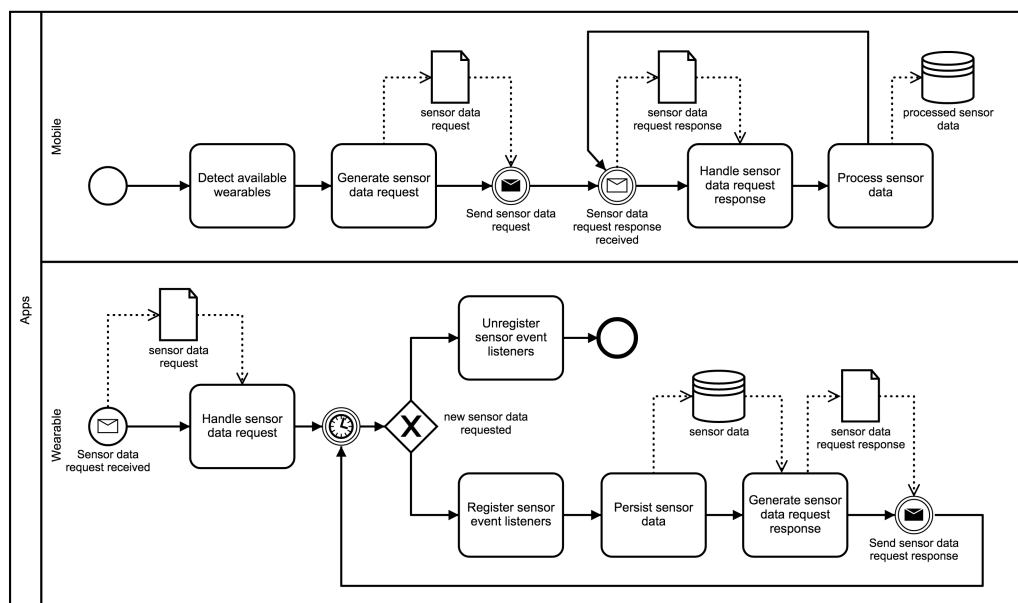 Apps
Mobile
sensor data
request
sensor data
request response
processed sensor
data
Detect available
wearables
Generate sensor
data request
Send sensor data
request
Sensor data
request response
received
Handle sensor
data request
response
Process sensor
data
Wearable
sensor data
request
Sensor data
request received
Handle sensor
data request
new sensor data
requested
Unregister
sensor event
listeners
Register sensor
event listeners
Persist sensor
data
sensor data
Generate sensor
data request
response
sensor data
request response
Send sensor data
request response